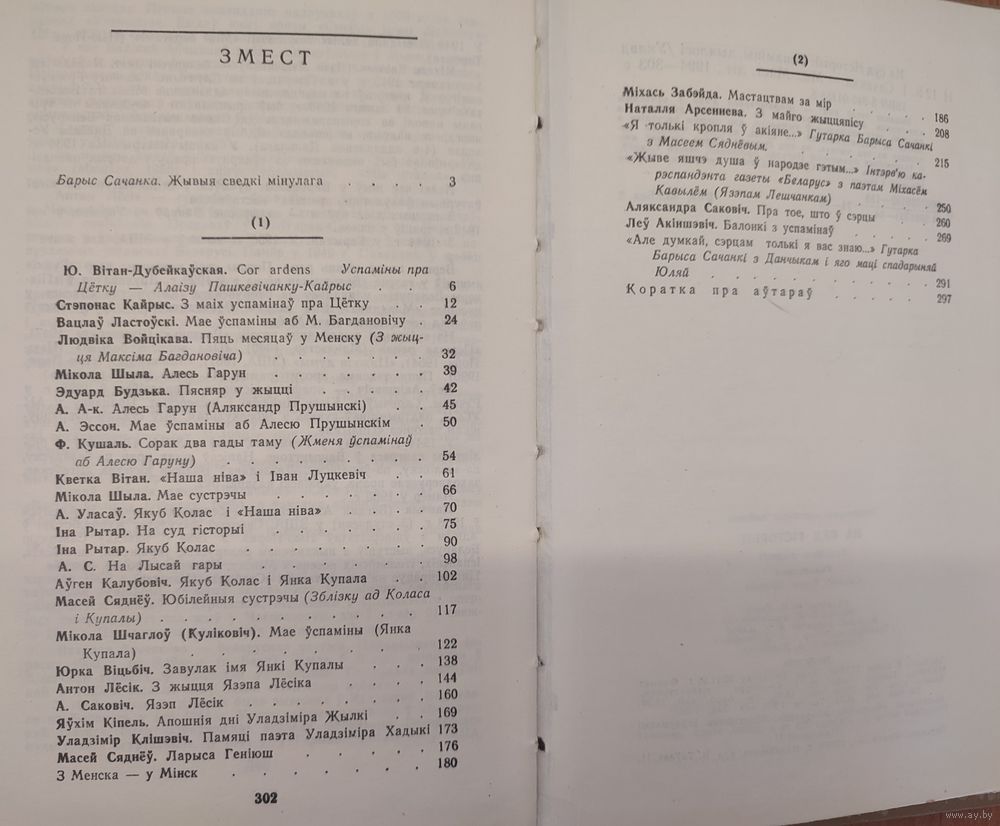 ЗМЕСТ
Барыс Сачанка. Жывыя сведкі мінулага . . . . 3
(1)
Ю. Вітан-Дубейкаўская. Cor ardens Успаміны пра
Цётку — Алаізу Пашкевічанку-Кайрыс . . 6
Стэпонас Кайрыс. З маіх успамінаў пра Цётку . . 12
Вацлаў Ластоўскі. Мае ўспаміны аб М. Багдановічу . 24
Людвіка Войцікава. Пяць месяцаў у Менску (З жыц-
ця Максіма Багдановіча) . . . . . . . 32
Мікола Шыла. Алесь Гарун . . . . . . . 39
Эдуард Будзька. Пясняр у жыцці . . . . . 42
А. А-к. Алесь Гарун (Аляксандр Прушынскі) . . 45
А. Эссон. Мае ўспаміны аб Алесю Прушынскім . 50
Ф. Кушаль. Сорак два гады таму (Жменя ўспамінаў
аб Алесю Гаруну) . . . . . . . . . 54
Кветка Вітан. «Наша ніва» і Іван Луцкевіч . . 61
Мікола Шыла. Мае сустрэчы . . . . . . . 66
А. Уласаў. Якуб Колас і «Наша ніва» . . . . 70
Іна Рытар. На суд гісторыі . . . . . . . 75
Іна Рытар. Якуб Колас . . . . . . . . 90
А. С. На Лысай гары . . . . . . . . 98
Аўген Калубовіч. Якуб Колас і Янка Купала . . 102
Масей Сяднёў. Юбілейныя сустрэчы (Зблізку ад Коласа
і Купалы) . . . . . . . . . . 117
Мікола Шчаглоў (Куліковіч). Мае ўспаміны (Янка
Купала) . . . . . . . . . 122
Юрка Віцьбіч. Завулак імя Янкі Купалы . . . 138
Антон Лёсік. З жыцця Язэпа Лёсіка . . . . 144
А. Саковіч. Язэп Лёсік . . . . . . . . 160
Яўхім Кіпель. Апошнія дні Уладзіміра Жылкі . . 169
Уладзімір Клішэвіч. Памяці паэта Уладзіміра Хадыкі 173
Масей Сяднёў. Ларыса Геніюш . . . . . . 176
З Менска — у Мінск . . . . . . . . 180
302
(2)
Міхась Забэйда. Мастацтвам за мір . . . . 186
Наталля Арсеннева. З майго жыццяпісу . . . 208
«Я толькі кропля ў акіяне...» Гутарка Барыса Сачанкі
з Масеем Сяднёвым. . . . . . . . 215
«Жыве яшчэ душа ў народзе гэтым...» Інтэрв'ю ка-
рэспандэнта газеты «Беларус» з паэтам Міхасём
Кавылём (Язэпам Лешчанкам) . . . . . 250
Аляксандра Саковіч. Пра тое, што ў сэрцы . . 260
Леў Акіншэвіч. Балонкі з успамінаў . . . . 269
«Але думкай, сэрцам толькі я вас знаю...» Гутарка
Барыса Сачанкі з Данчыкам і яго маці спадарыняй
Юляй . . . . . . . . . 291
Коратка пра аўтараў . . . . . 297
www.ay.by